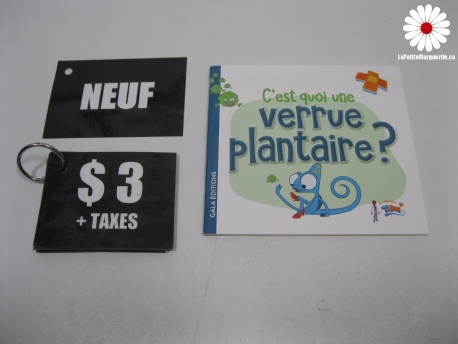 LaPetiteMarguerite.ca
NEUF
$ 3
+ TAXES
C'est quoi une
verrue
plantaire ?
GALA ÉDITIONS